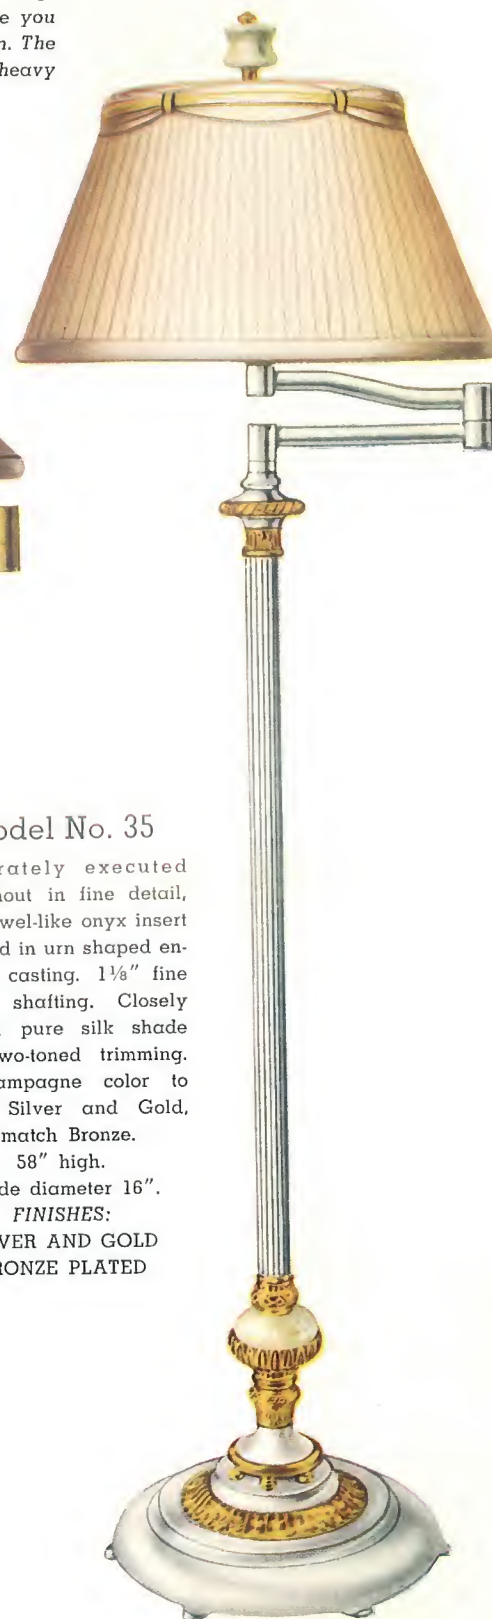 e you
n. The
heavy
odel No. 35
rately executed
out in fine detail,
wel-like onyx insert
d in urn shaped en-
casting. 1⅛" fine
shafting. Closely
pure silk shade
wo-toned trimming.
ampagne color to
Silver and Gold,
match Bronze.
58" high.
de diameter 16".
FINISHES:
VER AND GOLD
RONZE PLATED